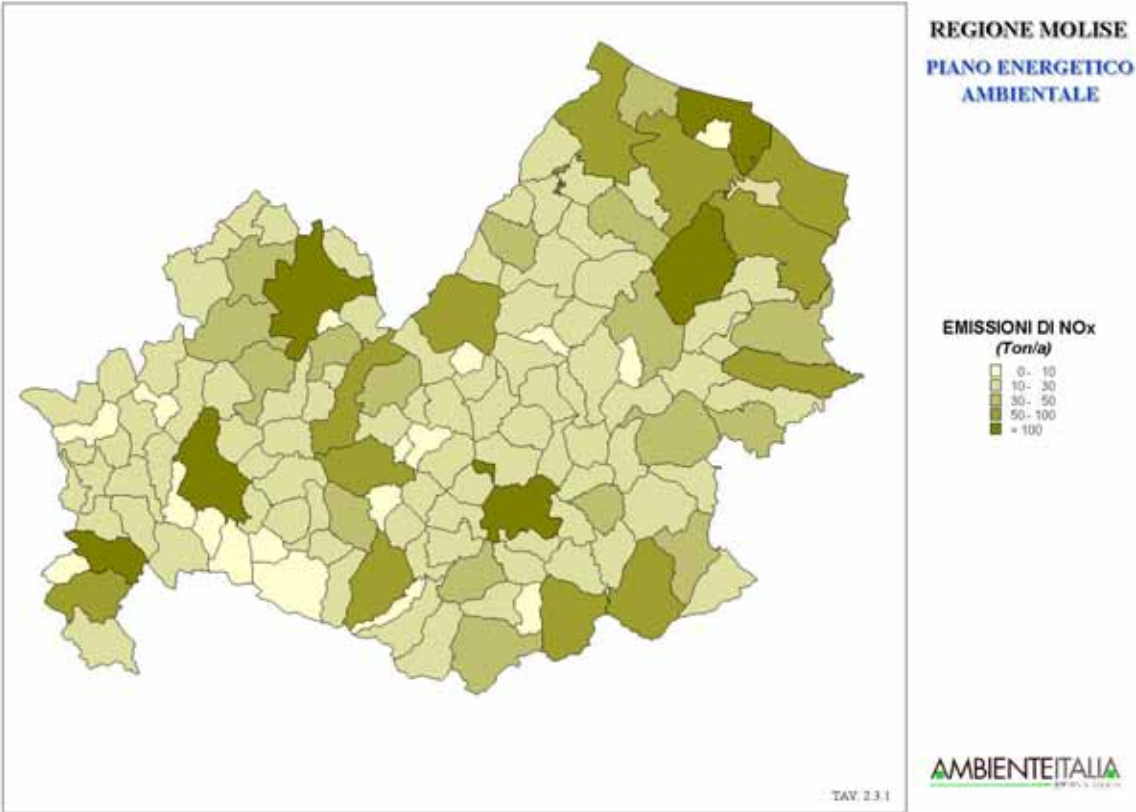 REGIONE MOLISE
PIANO ENERGETICO
AMBIENTALE
EMISSIONI DI NOx
(Ton/a)
0 - 10
10 - 30
30 - 50
50 - 100
> 100
AMBIENTEITALIA
TAV. 2.3.1